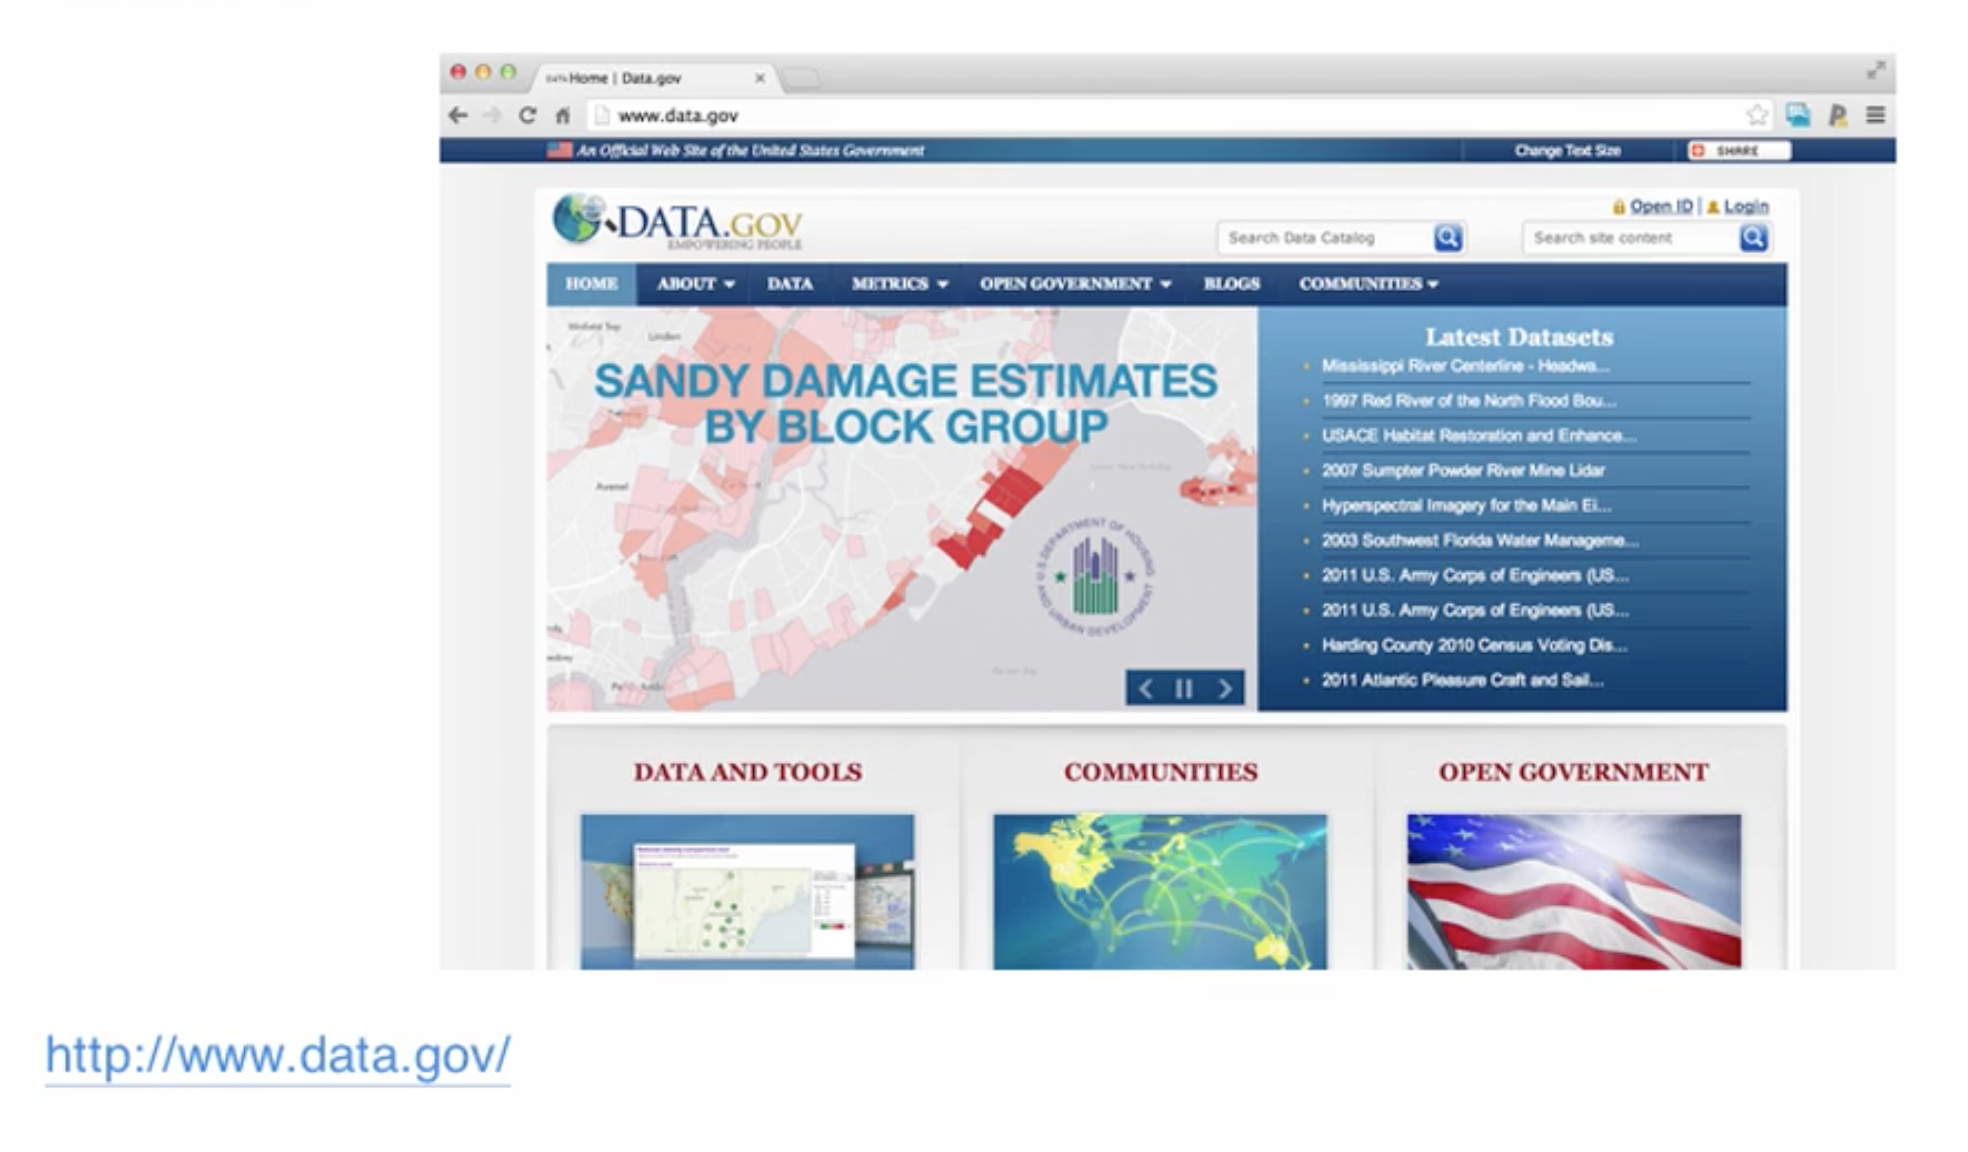 Home | Data.gov
www.data.gov
An Official Web Site of the United States Government
Change Text Size
SHARE
Open ID | Login
DATA.GOV
EMPOWERING PEOPLE
Search Data Catalog
Search site content
HOME
ABOUT
DATA
METRICS
OPEN GOVERNMENT
BLOGS
COMMUNITIES
Linden
SANDY DAMAGE ESTIMATES
BY BLOCK GROUP
Avenel
U.S. DEPARTMENT OF HOUSING
AND URBAN DEVELOPMENT
Latest Datasets
Mississippi River Centerline - Headwa...
1997 Red River of the North Flood Bou...
USACE Habitat Restoration and Enhance...
2007 Sumpter Powder River Mine Lidar
Hyperspectral Imagery for the Main Ei...
2003 Southwest Florida Water Manageme...
2011 U.S. Army Corps of Engineers (US...
2011 U.S. Army Corps of Engineers (US...
Harding County 2010 Census Voting Dis...
2011 Atlantic Pleasure Craft and Sail...
DATA AND TOOLS
COMMUNITIES
OPEN GOVERNMENT
http://www.data.gov/